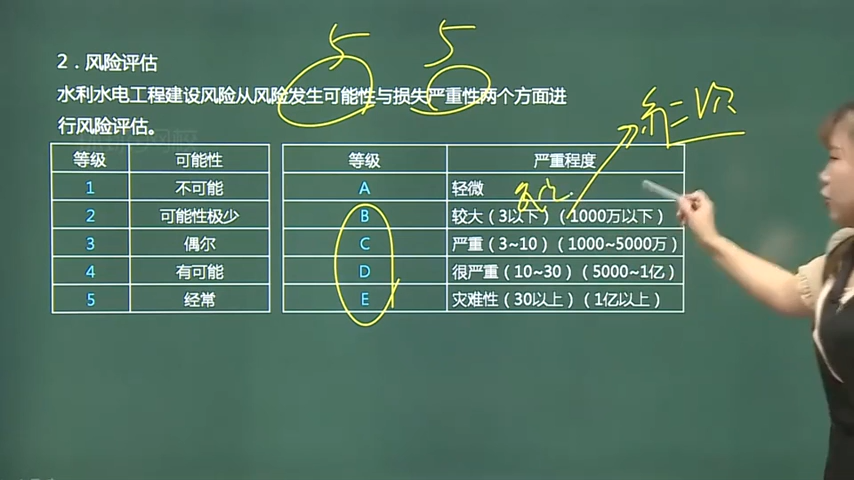 5 5
2．风险评估
水利水电工程建设风险从风险发生可能性与损失严重性两个方面进
行风险评估。
等级 可能性
1 不可能
2 可能性极少
3 偶尔
4 有可能
5 经常
等级 严重程度
A 轻微
B 较大（3以下）（1000万以下）
C 严重（3~10）（1000~5000万）
D 很严重（10~30）（5000~1亿）
E 灾难性（30以上）（1亿以上）